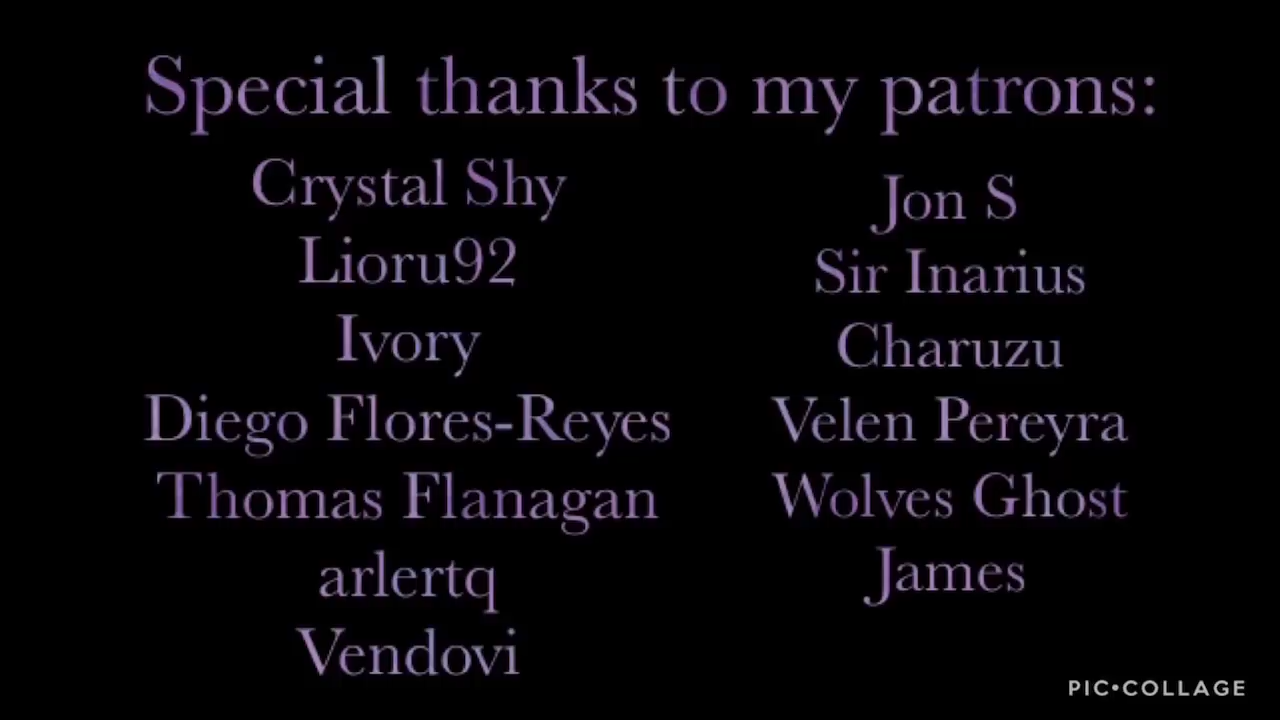 Special thanks to my patrons:
Crystal Shy
Lioru92
Ivory
Diego Flores-Reyes
Thomas Flanagan
arlertq
Vendovi
Jon S
Sir Inarius
Charuzu
Velen Pereyra
Wolves Ghost
James
PIC•COLLAGE